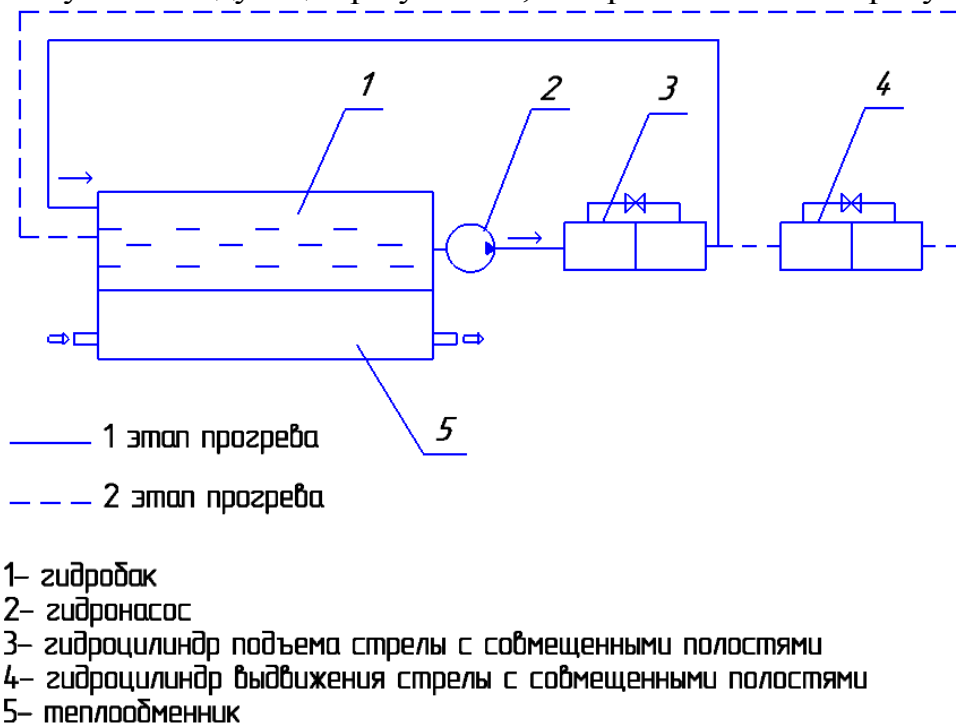 1
2
3
4
5
1 этап прогрева
2 этап прогрева
1– гидробак
2– гидронасос
3– гидроцилиндр подъема стрелы с совмещенными полостями
4– гидроцилиндр выдвижения стрелы с совмещенными полостями
5– теплообменник